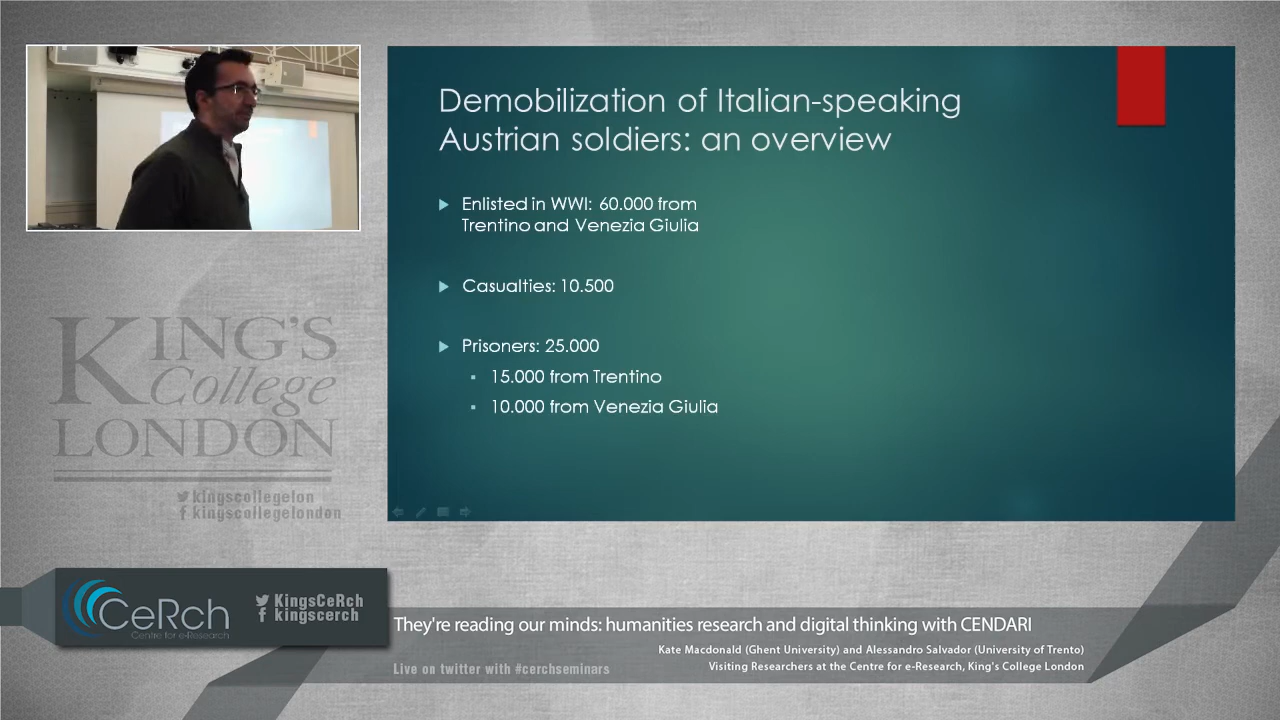 Demobilization of Italian-speaking
Austrian soldiers: an overview
Enlisted in WWI: 60.000 from
Trentino and Venezia Giulia
Casualties: 10.500
Prisoners: 25.000
15.000 from Trentino
10.000 from Venezia Giulia
KING'S
College
LONDON
kingscollegelon
kingscollegelondon
CeRch
Centre for e-Research
KingsCeRch
kingscerch
They're reading our minds: humanities research and digital thinking with CENDARI
Kate Macdonald (Ghent University) and Alessandro Salvador (University of Trento)
Visiting Researchers at the Centre for e-Research, King's College London
Live on twitter with #cerchseminars